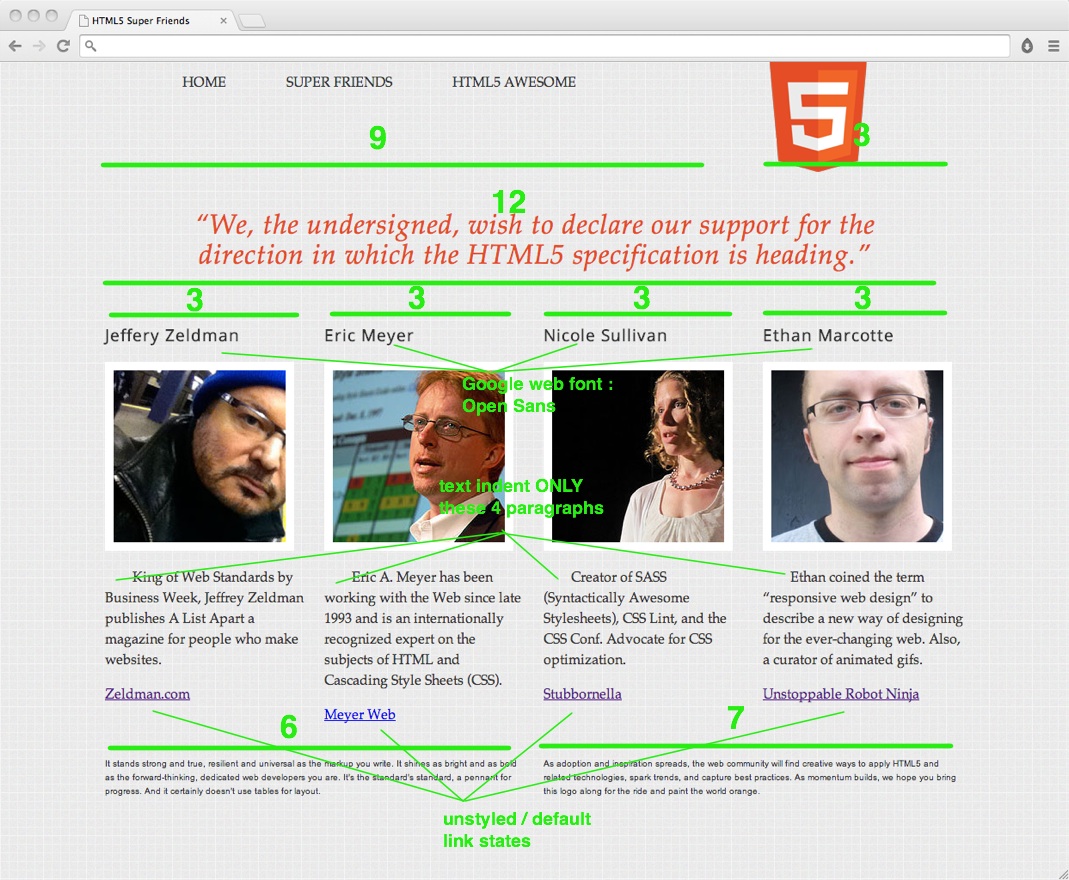 HTML5 Super Friends
HOME SUPER FRIENDS HTML5 AWESOME
5
9
3
12
“We, the undersigned, wish to declare our support for the
direction in which the HTML5 specification is heading.”
3 3 3 3
Jeffery Zeldman Eric Meyer Nicole Sullivan Ethan Marcotte
Google web font :
Open Sans
text indent ONLY
these 4 paragraphs
King of Web Standards by
Business Week, Jeffrey Zeldman
publishes A List Apart a
magazine for people who make
websites.
Zeldman.com
Eric A. Meyer has been
working with the Web since late
1993 and is an internationally
recognized expert on the
subjects of HTML and
Cascading Style Sheets (CSS).
Meyer Web
Creator of SASS
(Syntactically Awesome
Stylesheets), CSS Lint, and the
CSS Conf. Advocate for CSS
optimization.
Stubbornella
Ethan coined the term
“responsive web design” to
describe a new way of designing
for the ever-changing web. Also,
a curator of animated gifs.
Unstoppable Robot Ninja
6
7
It stands strong and true, resilient and universal as the markup you write. It shines as bright and as bold
as the forward-thinking, dedicated web developers you are. It's the standard's standard, a pennant for
progress. And it certainly doesn't use tables for layout.
As adoption and inspiration spreads, the web community will find creative ways to apply HTML5 and
related technologies, spark trends, and capture best practices. As momentum builds, we hope you bring
this logo along for the ride and paint the world orange.
unstyled / default
link states